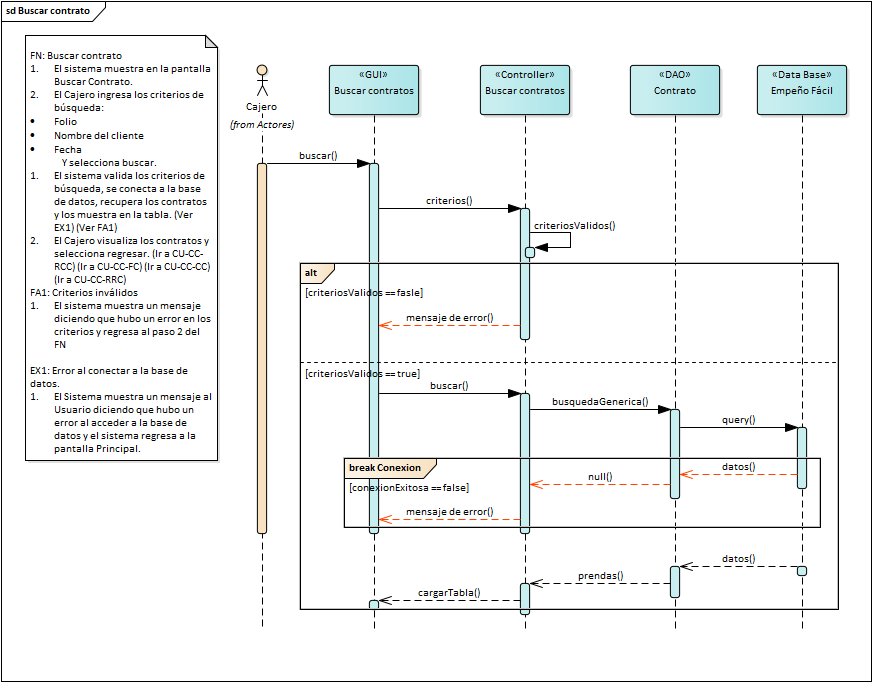 sd Buscar contrato
FN: Buscar contrato
1. El sistema muestra en la pantalla
Buscar Contrato.
2. El Cajero ingresa los criterios de
búsqueda:
• Folio
• Nombre del cliente
• Fecha
Y selecciona buscar.
1. El sistema valida los criterios de
búsqueda, se conecta a la base
de datos, recupera los contratos
y los muestra en la tabla. (Ver
EX1) (Ver FA1)
2. El Cajero visualiza los contratos y
selecciona regresar. (Ir a CU-CC-
RCC) (Ir a CU-CC-FC) (Ir a CU-CC-CC)
(Ir a CU-CC-RRC)
FA1: Criterios inválidos
1. El sistema muestra un mensaje
diciendo que hubo un error en los
criterios y regresa al paso 2 del
FN
EX1: Error al conectar a la base de
datos.
1. El Sistema muestra un mensaje al
Usuario diciendo que hubo un
error al acceder a la base de
datos y el sistema regresa a la
pantalla Principal.
Cajero
(from Actores)
«GUI»
Buscar contratos
«Controller»
Buscar contratos
«DAO»
Contrato
«Data Base»
Empeño Fácil
buscar()
criterios()
criteriosValidos()
alt
[criteriosValidos ==fasle]
mensaje de error()
[criteriosValidos ==true]
buscar()
busquedaGenerica()
query()
break Conexion
datos()
null()
[conexionExitosa ==false]
mensaje de error()
datos()
prendas()
cargarTabla()